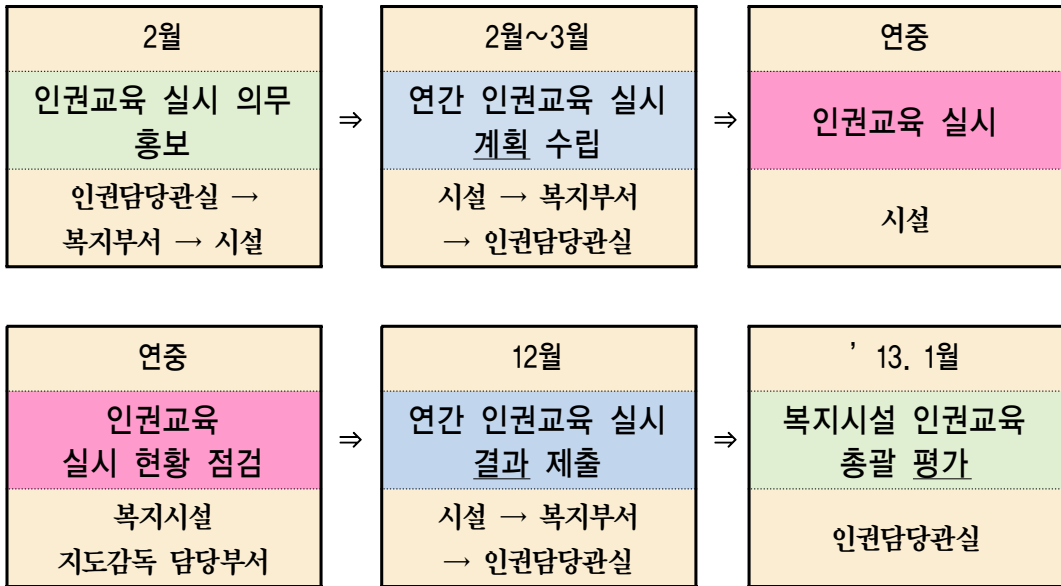 2월
인권교육 실시 의무
홍보
인권담당관실 →
복지부서 → 시설
⇒
2월~3월
연간 인권교육 실시
계획 수립
시설 → 복지부서
→ 인권담당관실
⇒
연중
인권교육 실시
시설
연중
인권교육
실시 현황 점검
복지시설
지도감독 담당부서
⇒
12월
연간 인권교육 실시
결과 제출
시설 → 복지부서
→ 인권담당관실
⇒
’13. 1월
복지시설 인권교육
총괄 평가
인권담당관실